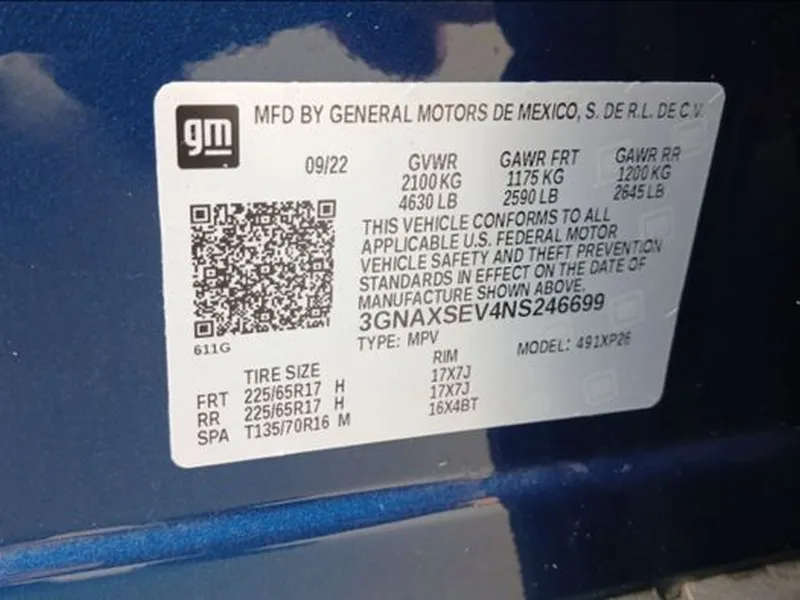 gm
MFD BY GENERAL MOTORS DE MEXICO, S. DE R.L. DE C.V.
09/22 GVWR GAWR FRT GAWR RR
2100 KG 1175 KG 1200 KG
4630 LB 2590 LB 2645 LB
THIS VEHICLE CONFORMS TO ALL
APPLICABLE U.S. FEDERAL MOTOR
VEHICLE SAFETY AND THEFT PREVENTION
STANDARDS IN EFFECT ON THE DATE OF
MANUFACTURE SHOWN ABOVE.
3GNAXSEV4NS246699
611G
TYPE: MPV MODEL: 491XP26
TIRE SIZE RIM
FRT 225/65R17 H 17X7J
RR 225/65R17 H 17X7J
SPA T135/70R16 M 16X4BT